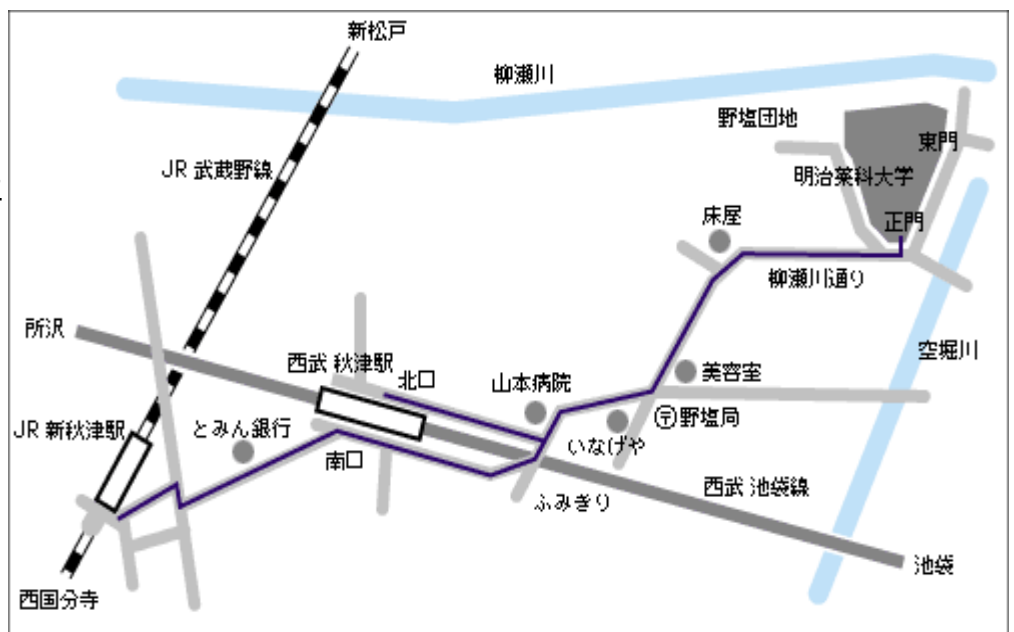 新松戸
柳瀬川
野塩団地
東門
JR 武蔵野線
明治薬科大学
床屋
正門
柳瀬川通り
所沢
空堀川
西武 秋津駅
北口
山本病院
美容室
JR 新秋津駅
とみん銀行
〒野塩局
いなげや
南口
西武 池袋線
ふみきり
池袋
西国分寺